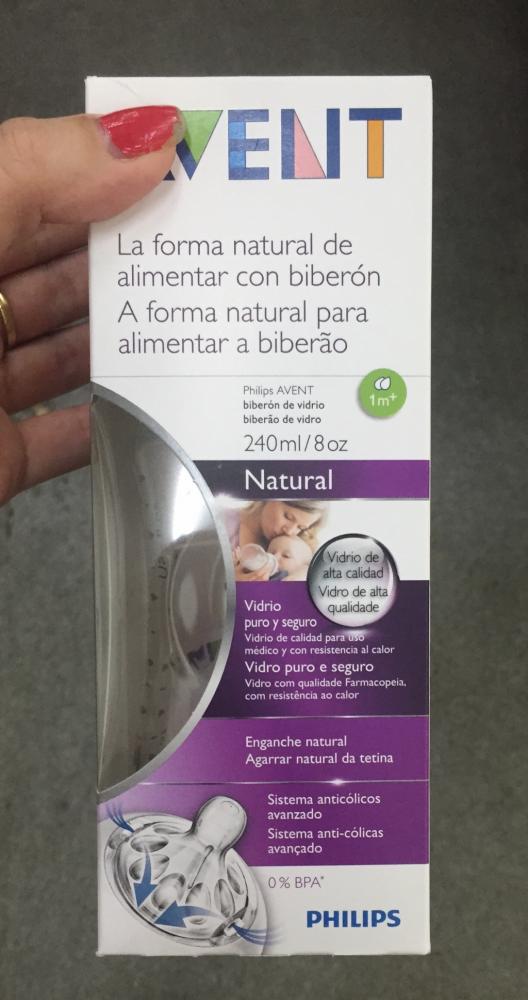 AVENT
La forma natural de
alimentar con biberón
A forma natural para
alimentar a biberão
Philips AVENT
biberón de vidrio
biberão de vidro
1m+
240ml/8oz
Natural
Vidrio de
alta calidad
Vidro de alta
qualidade
Vidrio
puro y seguro
Vidrio de calidad para uso
médico y con resistencia al calor
Vidro puro e seguro
Vidro com qualidade Farmacopeia,
com resistência ao calor
Enganche natural
Agarrar natural da tetina
Sistema anticólicos
avanzado
Sistema anti-cólicas
avançado
0% BPA*
PHILIPS